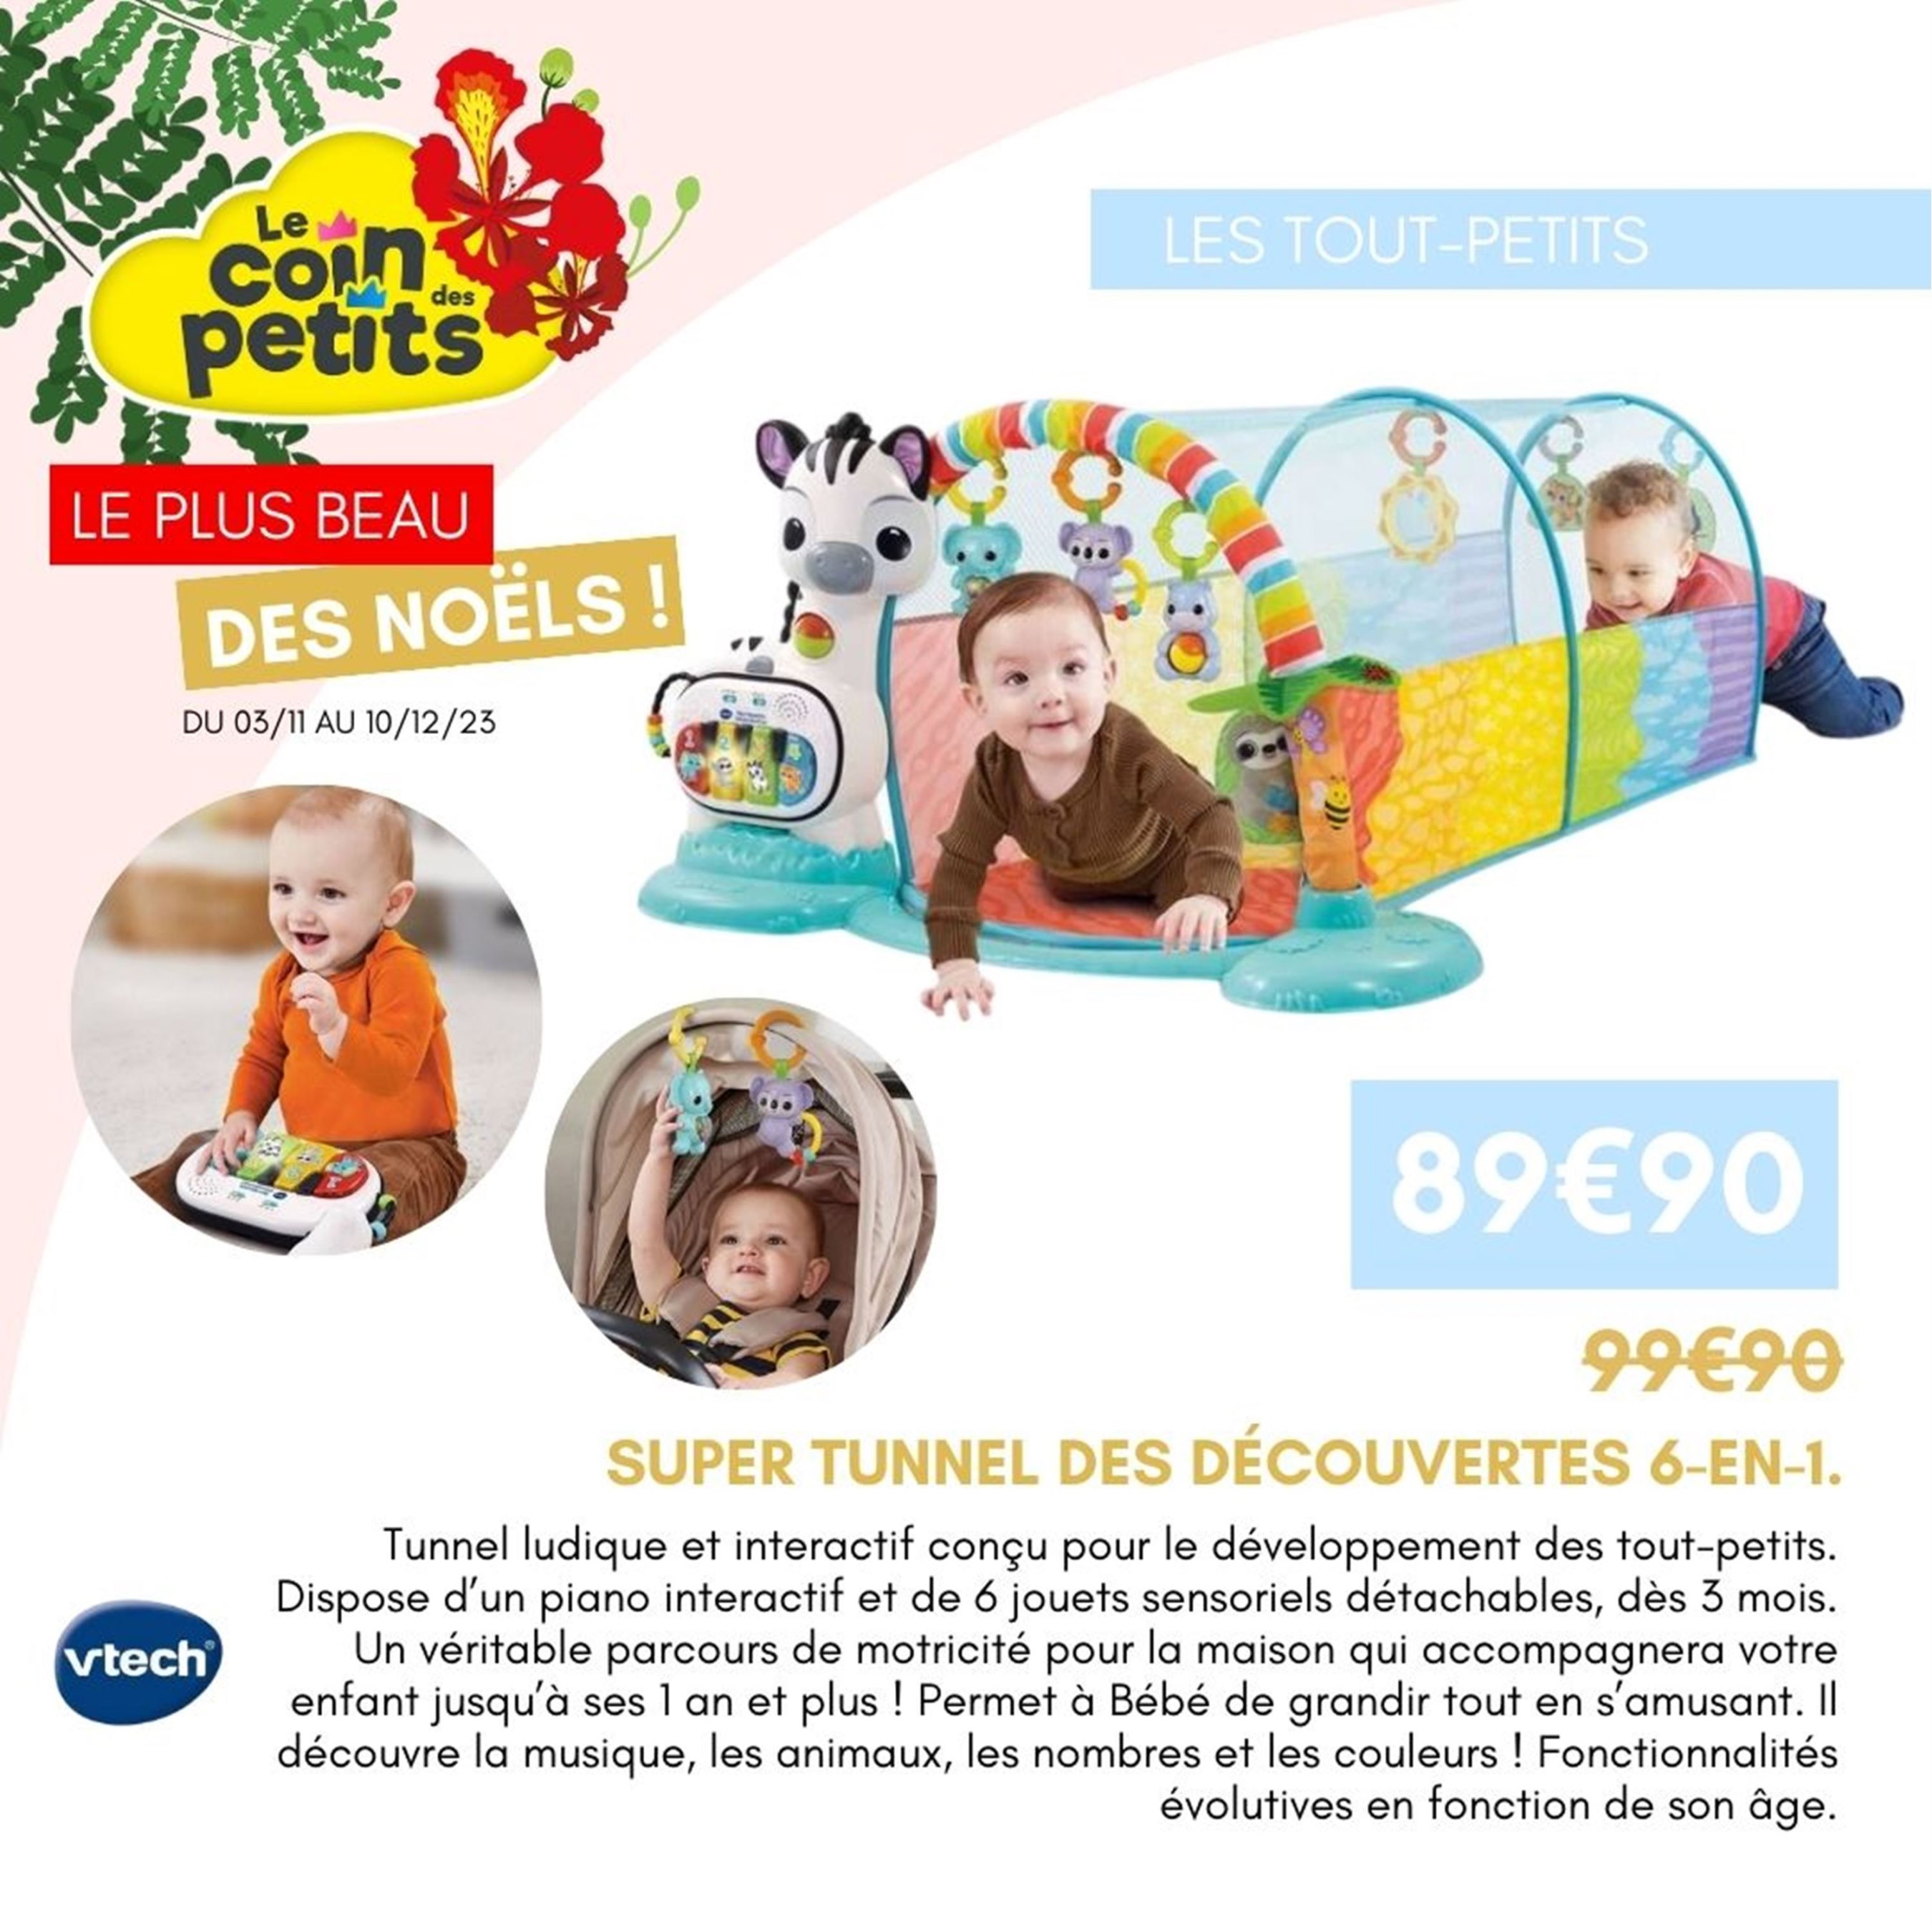 Le
coin
des
petits
LES TOUT-PETITS
LE PLUS BEAU
DES NOËLS !
DU 03/11 AU 10/12/23
89€90
99€90
SUPER TUNNEL DES DÉCOUVERTES 6-EN-1.
Tunnel ludique et interactif conçu pour le développement des tout-petits.
Dispose d’un piano interactif et de 6 jouets sensoriels détachables, dès 3 mois.
Un véritable parcours de motricité pour la maison qui accompagnera votre
enfant jusqu’à ses 1 an et plus ! Permet à Bébé de grandir tout en s’amusant. Il
découvre la musique, les animaux, les nombres et les couleurs ! Fonctionnalités
évolutives en fonction de son âge.
vtech®